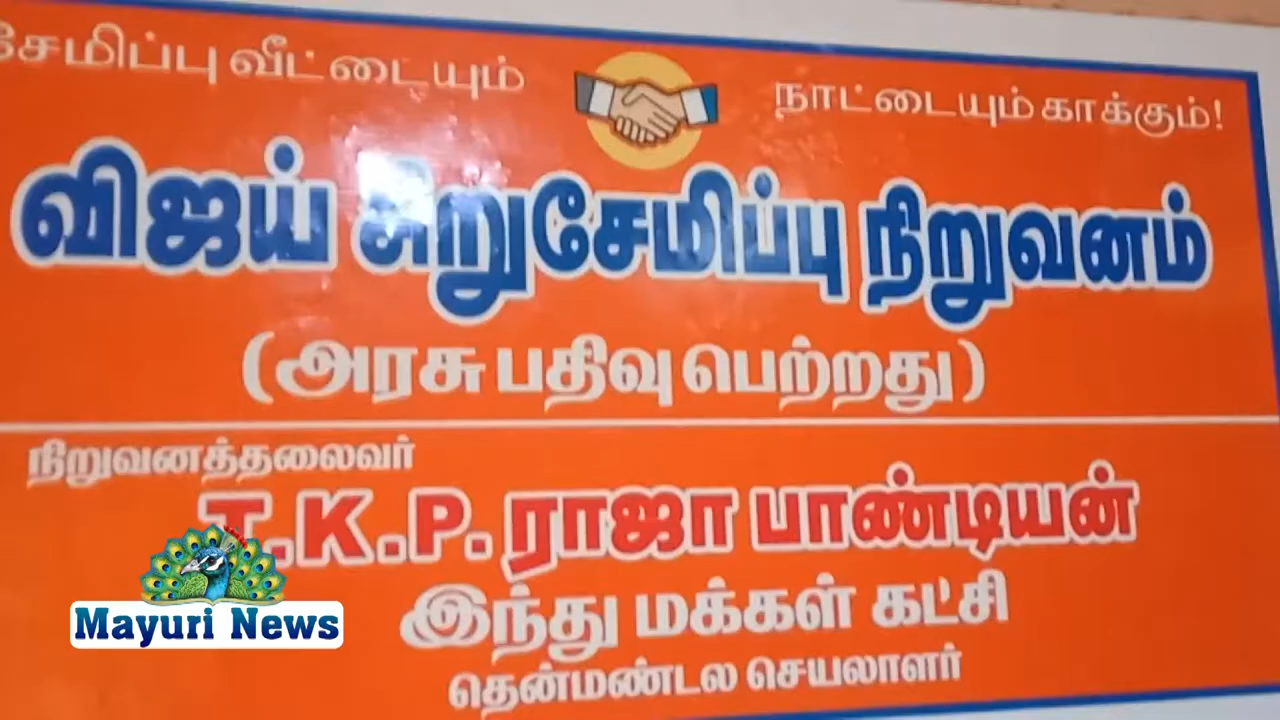 சேமிப்பு வீட்டையும் நாட்டையும் காக்கும்!
விஜய் சிறுசேமிப்பு நிறுவனம்
(அரசு பதிவு பெற்றது)
நிறுவனத்தலைவர்
T.K.P. ராஜா பாண்டியன்
இந்து மக்கள் கட்சி
தென்மண்டல செயலாளர்
Mayuri News